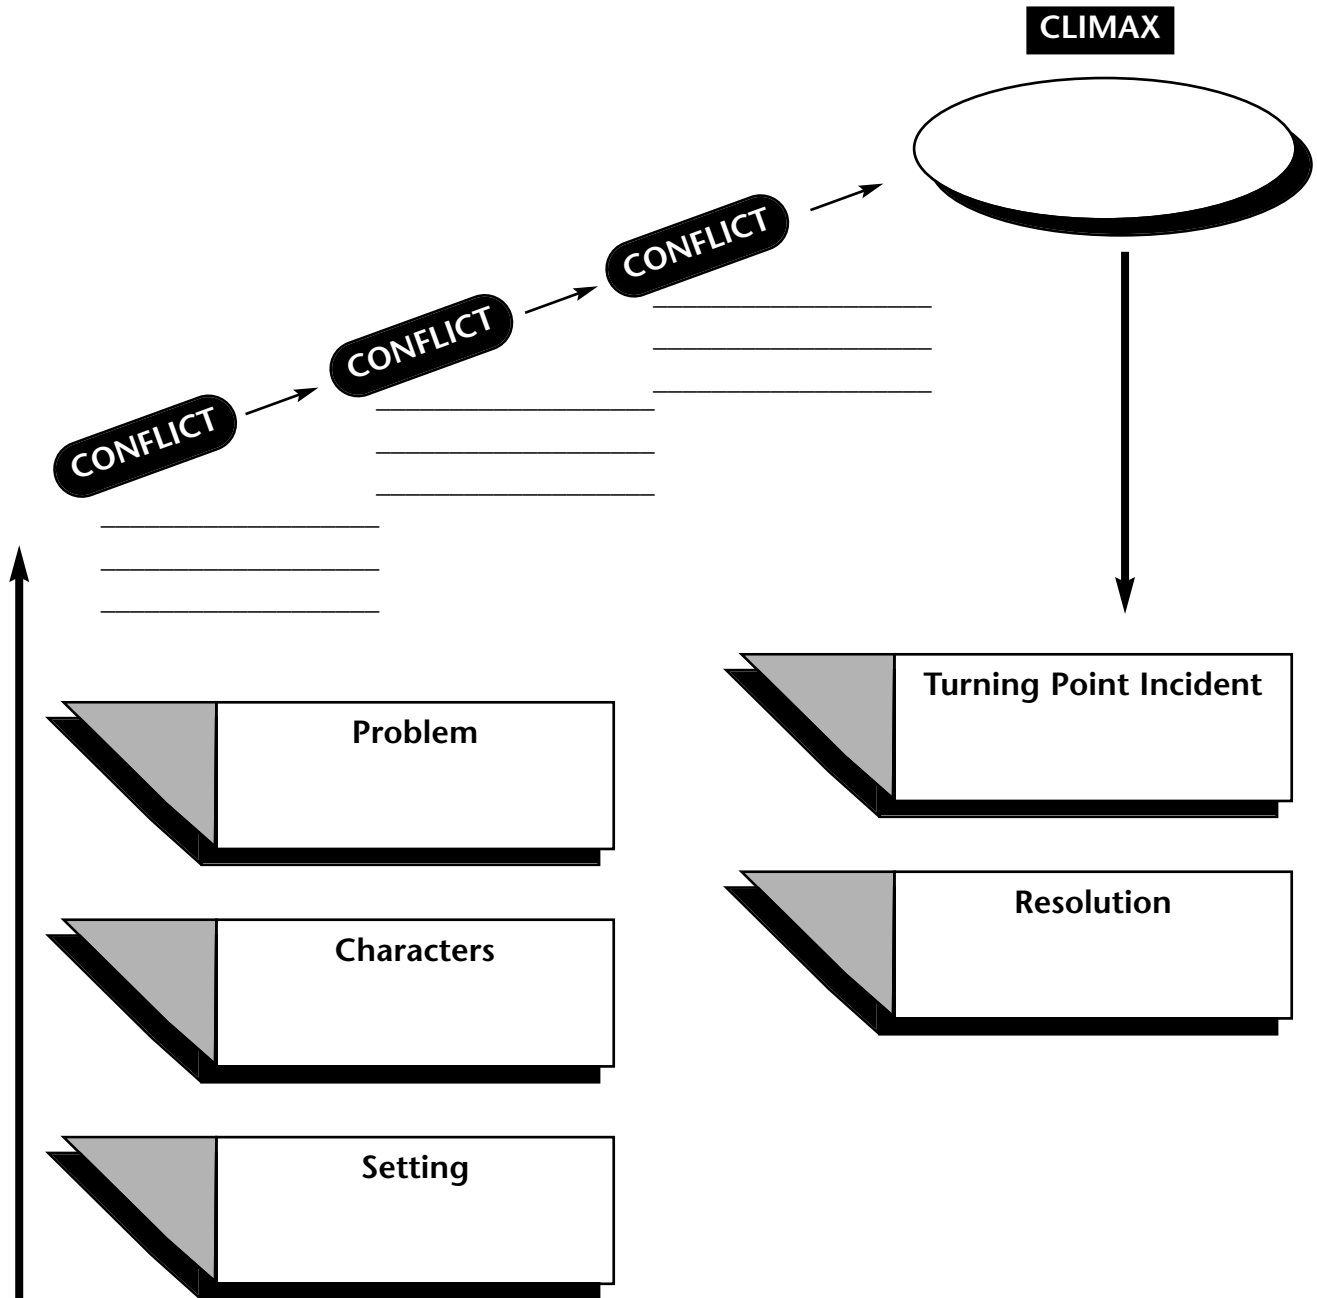 CLIMAX
CONFLICT
CONFLICT
CONFLICT
Turning Point Incident
Problem
Resolution
Characters
Setting